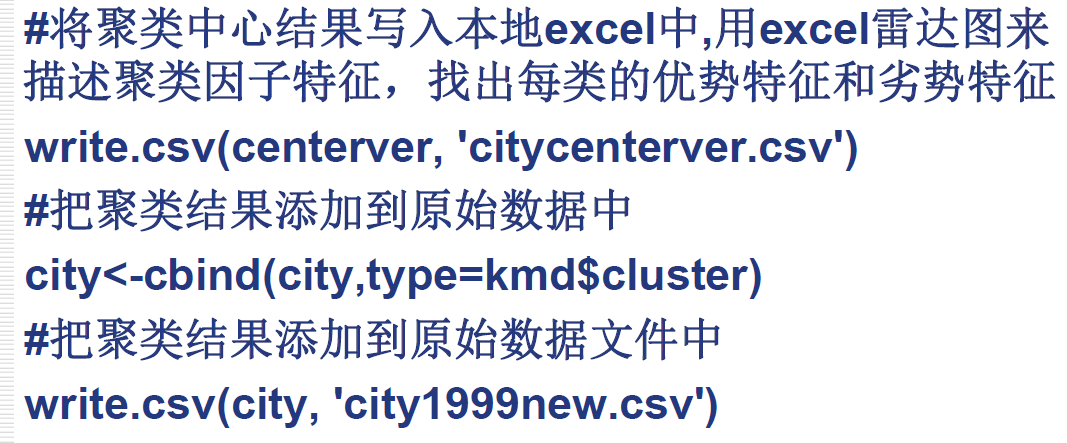 #将聚类中心结果写入本地excel中,用excel雷达图来
描述聚类因子特征，找出每类的优势特征和劣势特征
write.csv(centerver, 'citycenterver.csv')
#把聚类结果添加到原始数据中
city<-cbind(city,type=kmd$cluster)
#把聚类结果添加到原始数据文件中
write.csv(city, 'city1999new.csv')